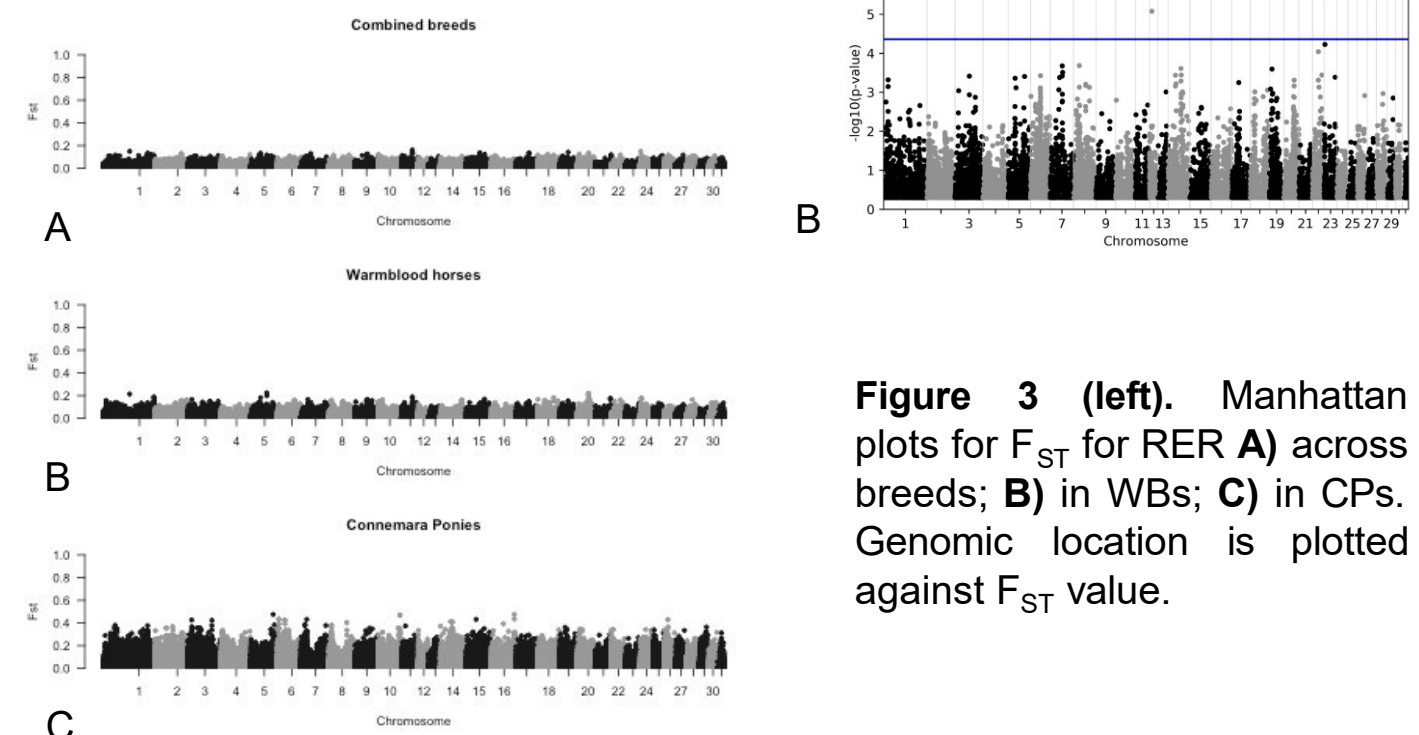 Combined breeds
Fst
1.0
0.8
0.6
0.4
0.2
0.0
1 2 3 4 5 6 7 8 9 10 12 14 15 16 18 20 22 24 27 30
Chromosome
A
Warmblood horses
Fst
1.0
0.8
0.6
0.4
0.2
0.0
1 2 3 4 5 6 7 8 9 10 12 14 15 16 18 20 22 24 27 30
Chromosome
B
Connemara Ponies
Fst
1.0
0.8
0.6
0.4
0.2
0.0
1 2 3 4 5 6 7 8 9 10 12 14 15 16 18 20 22 24 27 30
Chromosome
C
-log10(p-value)
5
4
3
2
1
0
1 3 5 7 9 11 13 15 17 19 21 23 25 27 29
Chromosome
B
Figure 3 (left). Manhattan
plots for FST for RER A) across
breeds; B) in WBs; C) in CPs.
Genomic location is plotted
against FST value.